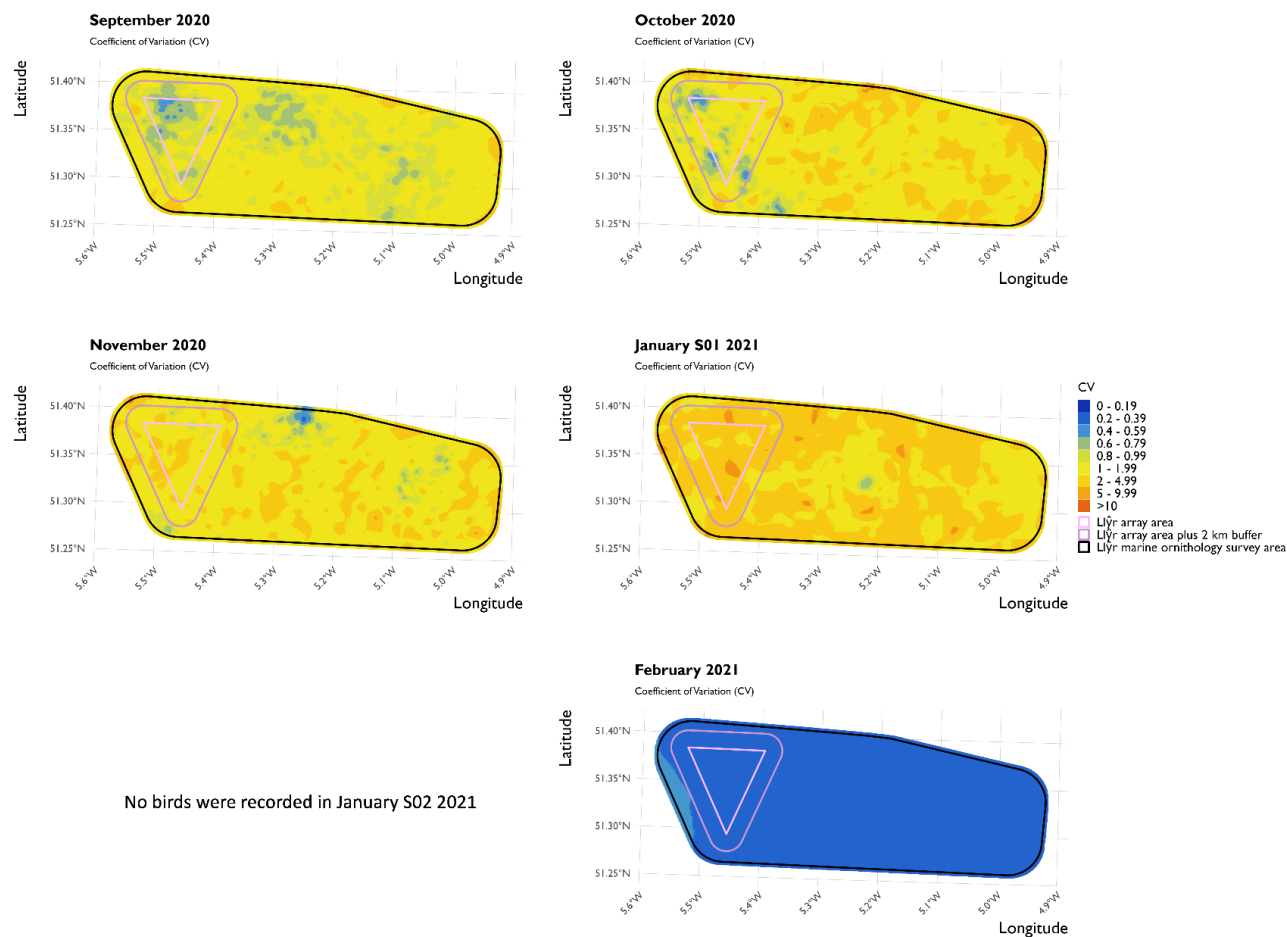 September 2020
Coefficient of Variation (CV)
Latitude
51.40°N
51.35°N
51.30°N
51.25°N
5.6°W
5.5°W
5.4°W
5.3°W
5.2°W
5.1°W
5.0°W
4.9°W
Longitude
October 2020
Coefficient of Variation (CV)
Latitude
51.40°N
51.35°N
51.30°N
51.25°N
5.6°W
5.5°W
5.4°W
5.3°W
5.2°W
5.1°W
5.0°W
4.9°W
Longitude
November 2020
Coefficient of Variation (CV)
Latitude
51.40°N
51.35°N
51.30°N
51.25°N
5.6°W
5.5°W
5.4°W
5.3°W
5.2°W
5.1°W
5.0°W
4.9°W
Longitude
January S01 2021
Coefficient of Variation (CV)
Latitude
51.40°N
51.35°N
51.30°N
51.25°N
5.6°W
5.5°W
5.4°W
5.3°W
5.2°W
5.1°W
5.0°W
4.9°W
Longitude
CV
0 - 0.19
0.2 - 0.39
0.4 - 0.59
0.6 - 0.79
0.8 - 0.99
1 - 1.99
2 - 4.99
5 - 9.99
>10
Llŷr array area
Llŷr array area plus 2 km buffer
Llŷr marine ornithology survey area
No birds were recorded in January S02 2021
February 2021
Coefficient of Variation (CV)
Latitude
51.40°N
51.35°N
51.30°N
51.25°N
5.6°W
5.5°W
5.4°W
5.3°W
5.2°W
5.1°W
5.0°W
4.9°W
Longitude